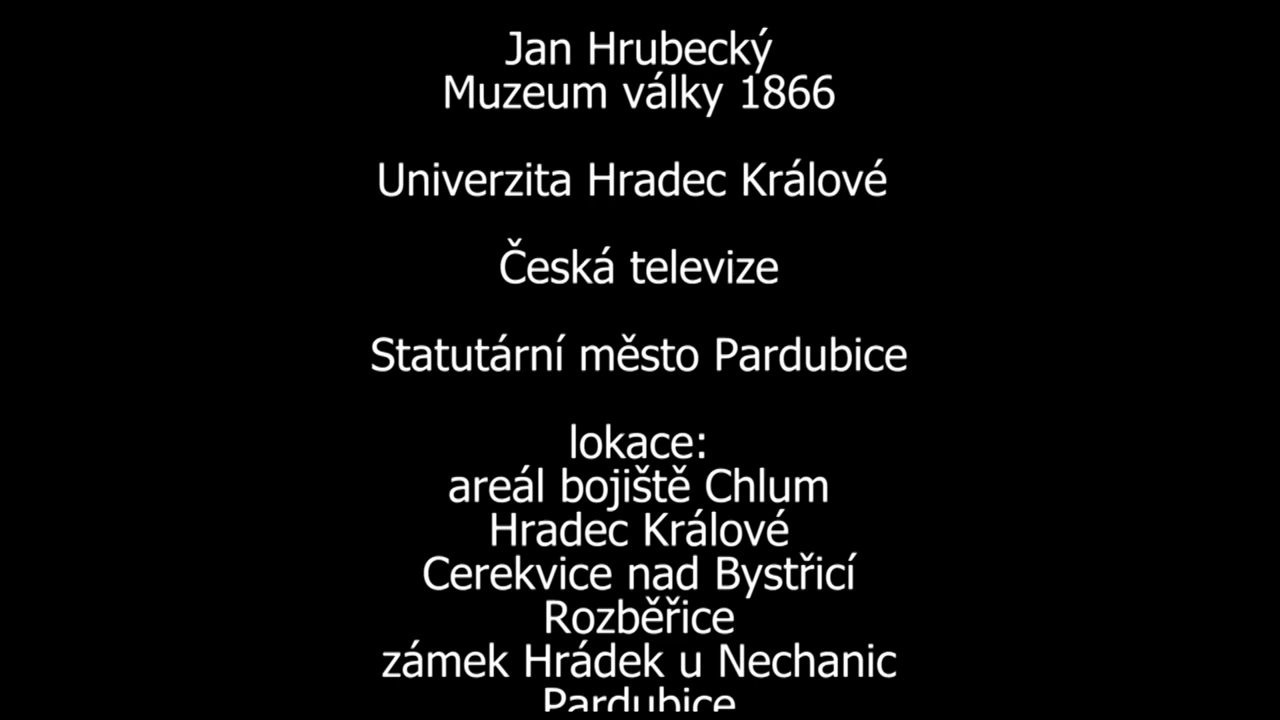 Jan Hrubecký
Muzeum války 1866
Univerzita Hradec Králové
Česká televize
Statutární město Pardubice
lokace:
areál bojiště Chlum
Hradec Králové
Cerekvice nad Bystřicí
Rozběřice
zámek Hrádek u Nechanic
Pardubice